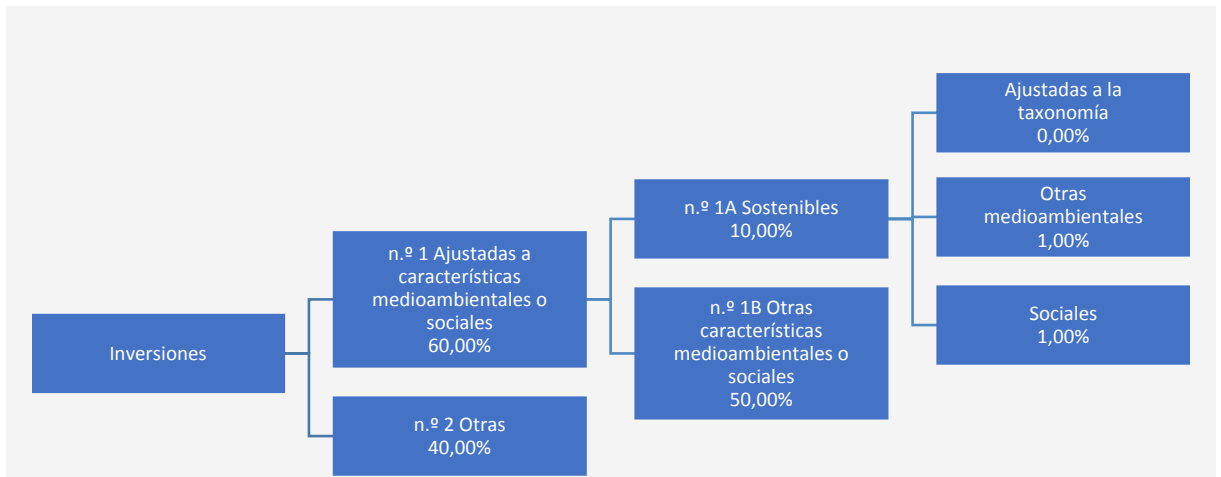 Inversiones
n.º 1 Ajustadas a
características
medioambientales o
sociales
60,00%
n.º 2 Otras
40,00%
n.º 1A Sostenibles
10,00%
n.º 1B Otras
características
medioambientales o
sociales
50,00%
Ajustadas a la
taxonomía
0,00%
Otras
medioambientales
1,00%
Sociales
1,00%